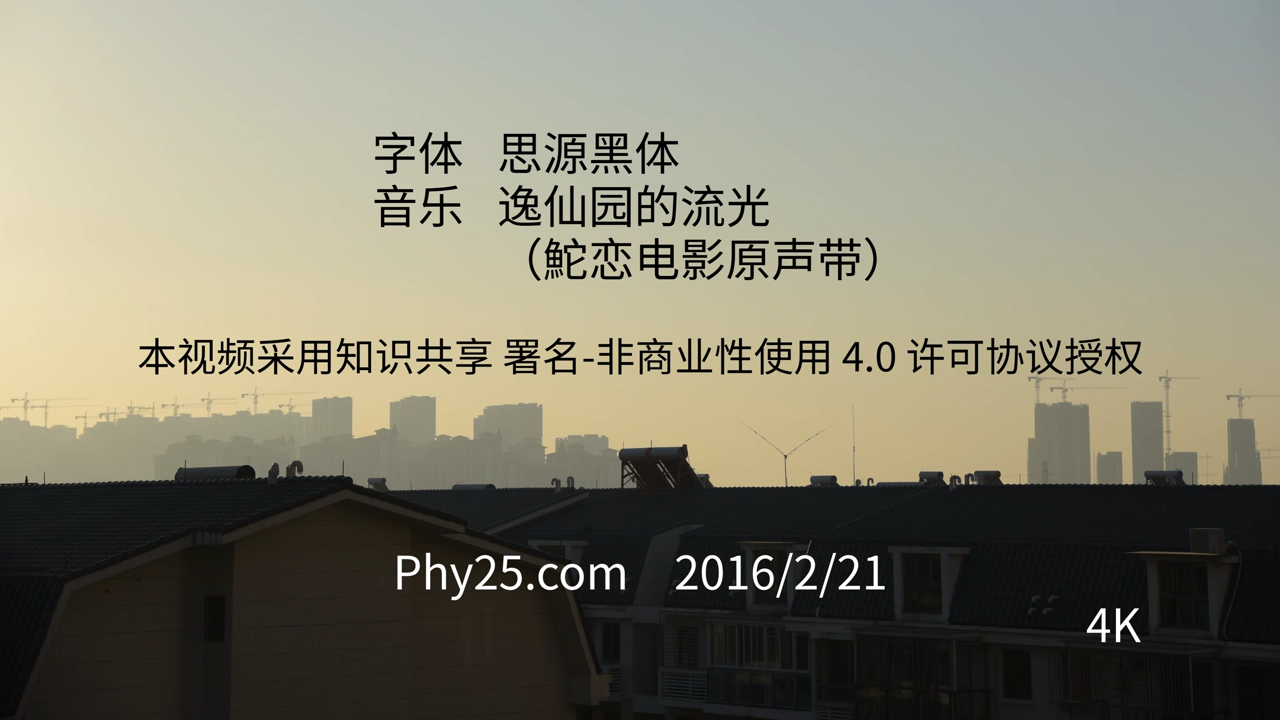 字体 思源黑体
音乐 逸仙园的流光
（鮀恋电影原声带）
本视频采用知识共享 署名-非商业性使用 4.0 许可协议授权
Phy25.com 2016/2/21
4K